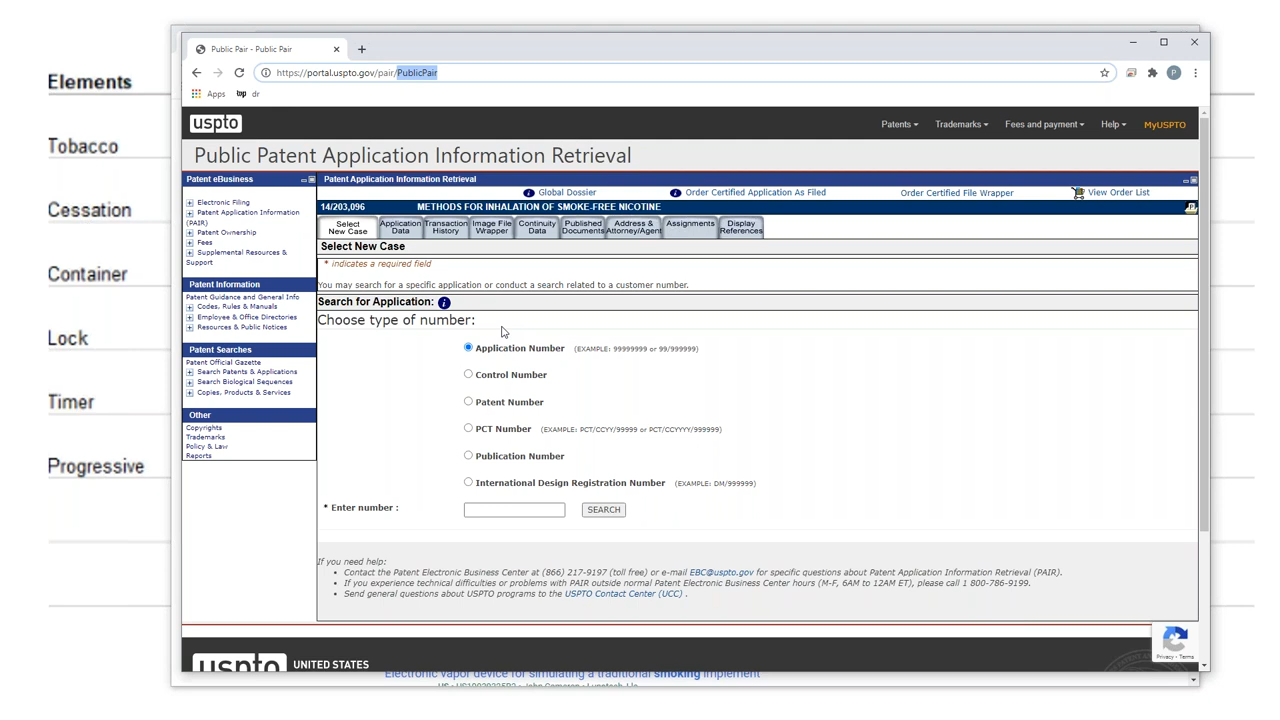 Elements
Tobacco
Cessation
Container
Lock
Timer
Progressive
Public Pair - Public Pair
https://portal.uspto.gov/pair/PublicPair
Apps
dr
uspto
Patents
Trademarks
Fees and payment
Help
MyUSPTO
Public Patent Application Information Retrieval
Patent eBusiness
Electronic Filing
Patent Application Information
(PAIR)
Patent Ownership
Fees
Supplemental Resources &
Support
Patent Information
Patent Guidance and General Info
Codes, Rules & Manuals
Employee & Office Directories
Resources & Public Notices
Patent Searches
Patent Official Gazette
Search Patents & Applications
Search Biological Sequences
Copies, Products & Services
Other
Copyrights
Trademarks
Policy & Law
Reports
Patent Application Information Retrieval
Global Dossier
Order Certified Application As Filed
Order Certified File Wrapper
View Order List
14/203,096 METHODS FOR INHALATION OF SMOKE-FREE NICOTINE
Select
New Case
Application
Data
Transaction
History
Image File
Wrapper
Continuity
Data
Published
Documents
Address &
Attorney/Agent
Assignments
Display
References
Select New Case
* indicates a required field
You may search for a specific application or conduct a search related to a customer number.
Search for Application:
Choose type of number:
Application Number (EXAMPLE: 99999999 or 99/999999)
Control Number
Patent Number
PCT Number (EXAMPLE: PCT/CCYY/99999 or PCT/CCYYYY/999999)
Publication Number
International Design Registration Number (EXAMPLE: DM/999999)
* Enter number :
SEARCH
If you need help:
• Contact the Patent Electronic Business Center at (866) 217-9197 (toll free) or e-mail EBC@uspto.gov for specific questions about Patent Application Information Retrieval (PAIR).
• If you experience technical difficulties or problems with PAIR outside normal Patent Electronic Business Center hours (M-F, 6AM to 12AM ET), please call 1 800-786-9199.
• Send general questions about USPTO programs to the USPTO Contact Center (UCC) .
uspto
UNITED STATES
Privacy - Terms
Electronic vapor device for simulating a traditional smoking implement